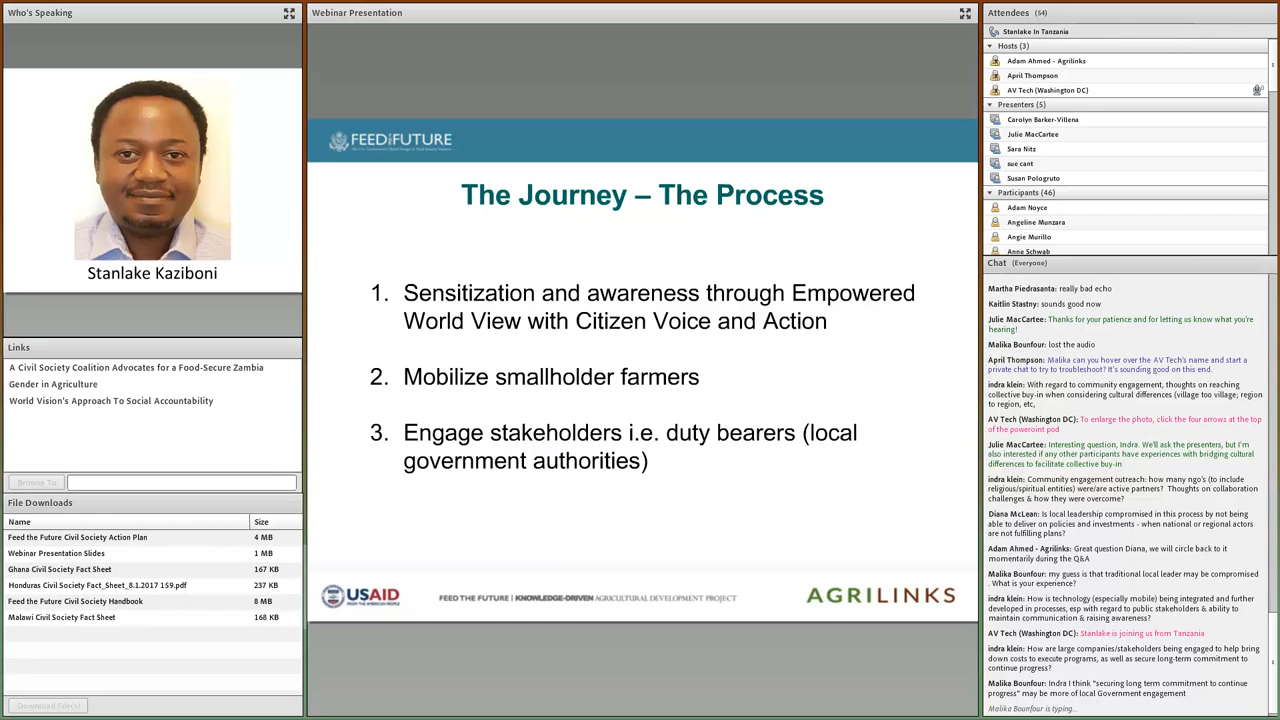 Who's Speaking
Stanlake Kaziboni
Links
A Civil Society Coalition Advocates for a Food-Secure Zambia
Gender in Agriculture
World Vision's Approach To Social Accountability
Browse To
File Downloads
Name Size
Feed the Future Civil Society Action Plan 4 MB
Webinar Presentation Slides 1 MB
Ghana Civil Society Fact Sheet 167 KB
Honduras Civil Society Fact_Sheet_8.1.2017 159.pdf 237 KB
Feed the Future Civil Society Handbook 8 MB
Malawi Civil Society Fact Sheet 168 KB
Download File(s)
Webinar Presentation
FEED THE FUTURE
The Journey – The Process
1. Sensitization and awareness through Empowered
World View with Citizen Voice and Action
2. Mobilize smallholder farmers
3. Engage stakeholders i.e. duty bearers (local
government authorities)
USAID
FROM THE AMERICAN PEOPLE
FEED THE FUTURE | KNOWLEDGE-DRIVEN AGRICULTURAL DEVELOPMENT PROJECT
AGRILINKS
Attendees (54)
Stanlake In Tanzania
Hosts (3)
Adam Ahmed - Agrilinks
April Thompson
AV Tech (Washington DC)
Presenters (5)
Carolyn Barker-Villena
Julie MacCartee
Sara Nitz
sue cant
Susan Pologruto
Participants (46)
Adam Noyce
Angeline Munzara
Angie Murillo
Anne Schwab
Chat (Everyone)
Martha Piedrasanta: really bad echo
Kaitlin Stastny: sounds good now
Julie MacCartee: Thanks for your patience and for letting us know what you're
hearing!
Malika Bounfour: lost the audio
April Thompson: Malika can you hover over the AV Tech's name and start a
private chat to try to troubleshoot? It's sounding good on this end.
indra klein: With regard to community engagement, thoughts on reaching
collective buy-in when considering cultural differences (village too village; region
to region, etc,
AV Tech (Washington DC): To enlarge the photo, click the four arrows at the top
of the powerpoint pod
Julie MacCartee: Interesting question, Indra. We'll ask the presenters, but I'm
also interested if any other participants have experiences with bridging cultural
differences to facilitate collective buy-in
indra klein: Community engagement outreach: how many ngo's (to include
religious/spiritual entities) were/are active partners? Thoughts on collaboration
challenges & how they were overcome?
Diana McLean: Is local leadership compromised in this process by not being
able to deliver on policies and investments - when national or regional actors
are not fulfilling plans?
Adam Ahmed - Agrilinks: Great question Diana, we will circle back to it
momentarily during the Q&A
Malika Bounfour: my guess is that traditional local leader may be compromised
. What is your experience?
indra klein: How is technology (especially mobile) being integrated and further
developed in processes, esp with regard to public stakeholders & ability to
maintain communication & raising awareness?
AV Tech (Washington DC): Stanlake is joining us from Tanzania
indra klein: How are large companies/stakeholders being engaged to help bring
down costs to execute programs, as well as secure long-term commitment to
continue progress?
Malika Bounfour: Indra I think "securing long term commitment to continue
progress" may be more of local Government engagement
Malika Bounfour is typing...